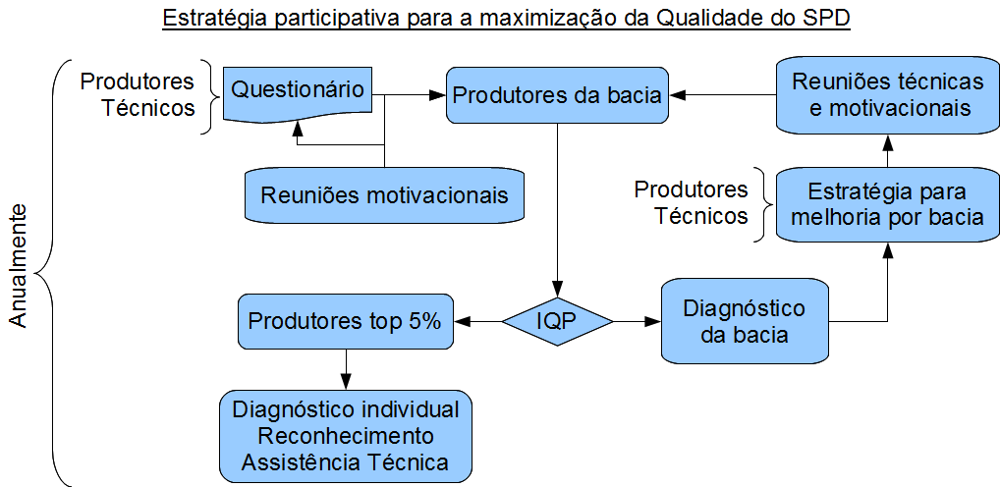 Estratégia participativa para a maximização da Qualidade do SPD
Anualmente
Produtores
Técnicos
Questionário
Produtores da bacia
Reuniões técnicas
e motivacionais
Reuniões motivacionais
Produtores
Técnicos
Estratégia para
melhoria por bacia
Produtores top 5%
IQP
Diagnóstico
da bacia
Diagnóstico individual
Reconhecimento
Assistência Técnica